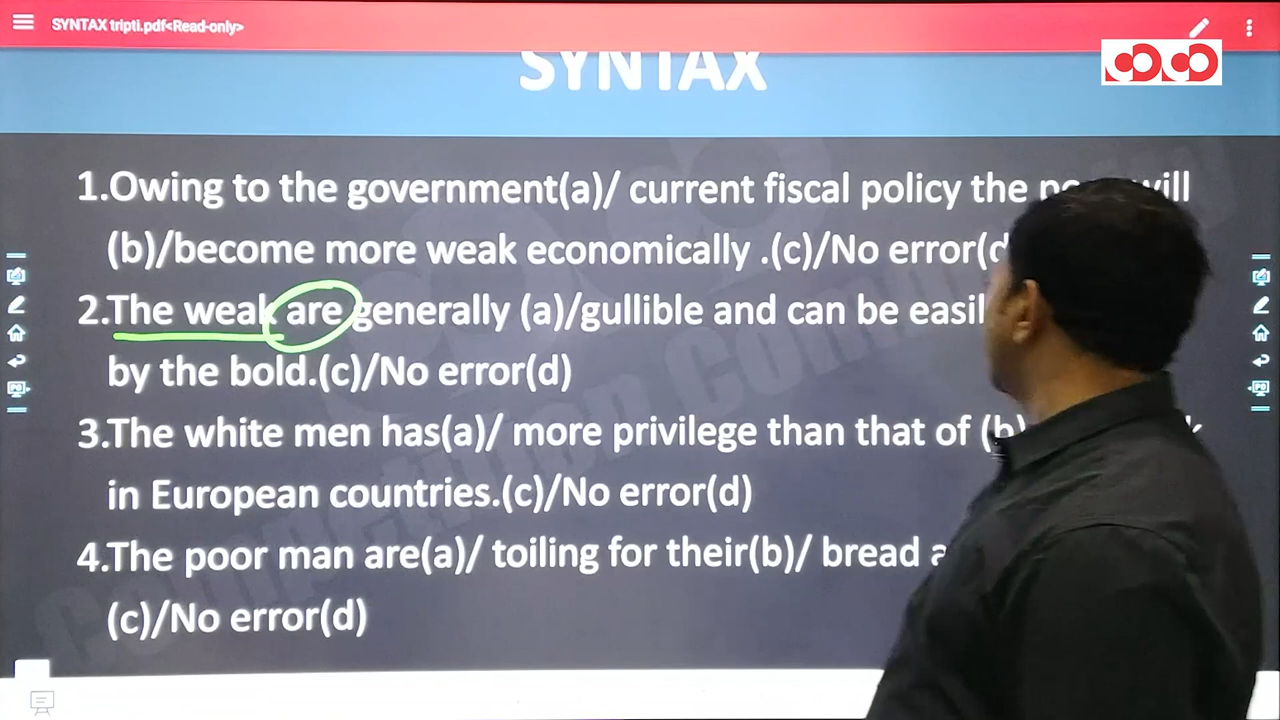 SYNTAX tripti.pdf<Read-only>
SYNTAX
1.Owing to the government(a)/ current fiscal policy the will
(b)/become more weak economically .(c)/No error(d
2.The weak are generally (a)/gullible and can be
by the bold.(c)/No error(d)
3.The white men has(a)/ more privilege than that of (b)
in European countries.(c)/No error(d)
4.The poor man are(a)/ toiling for their(b)/ bread
(c)/No error(d)
Competition Community